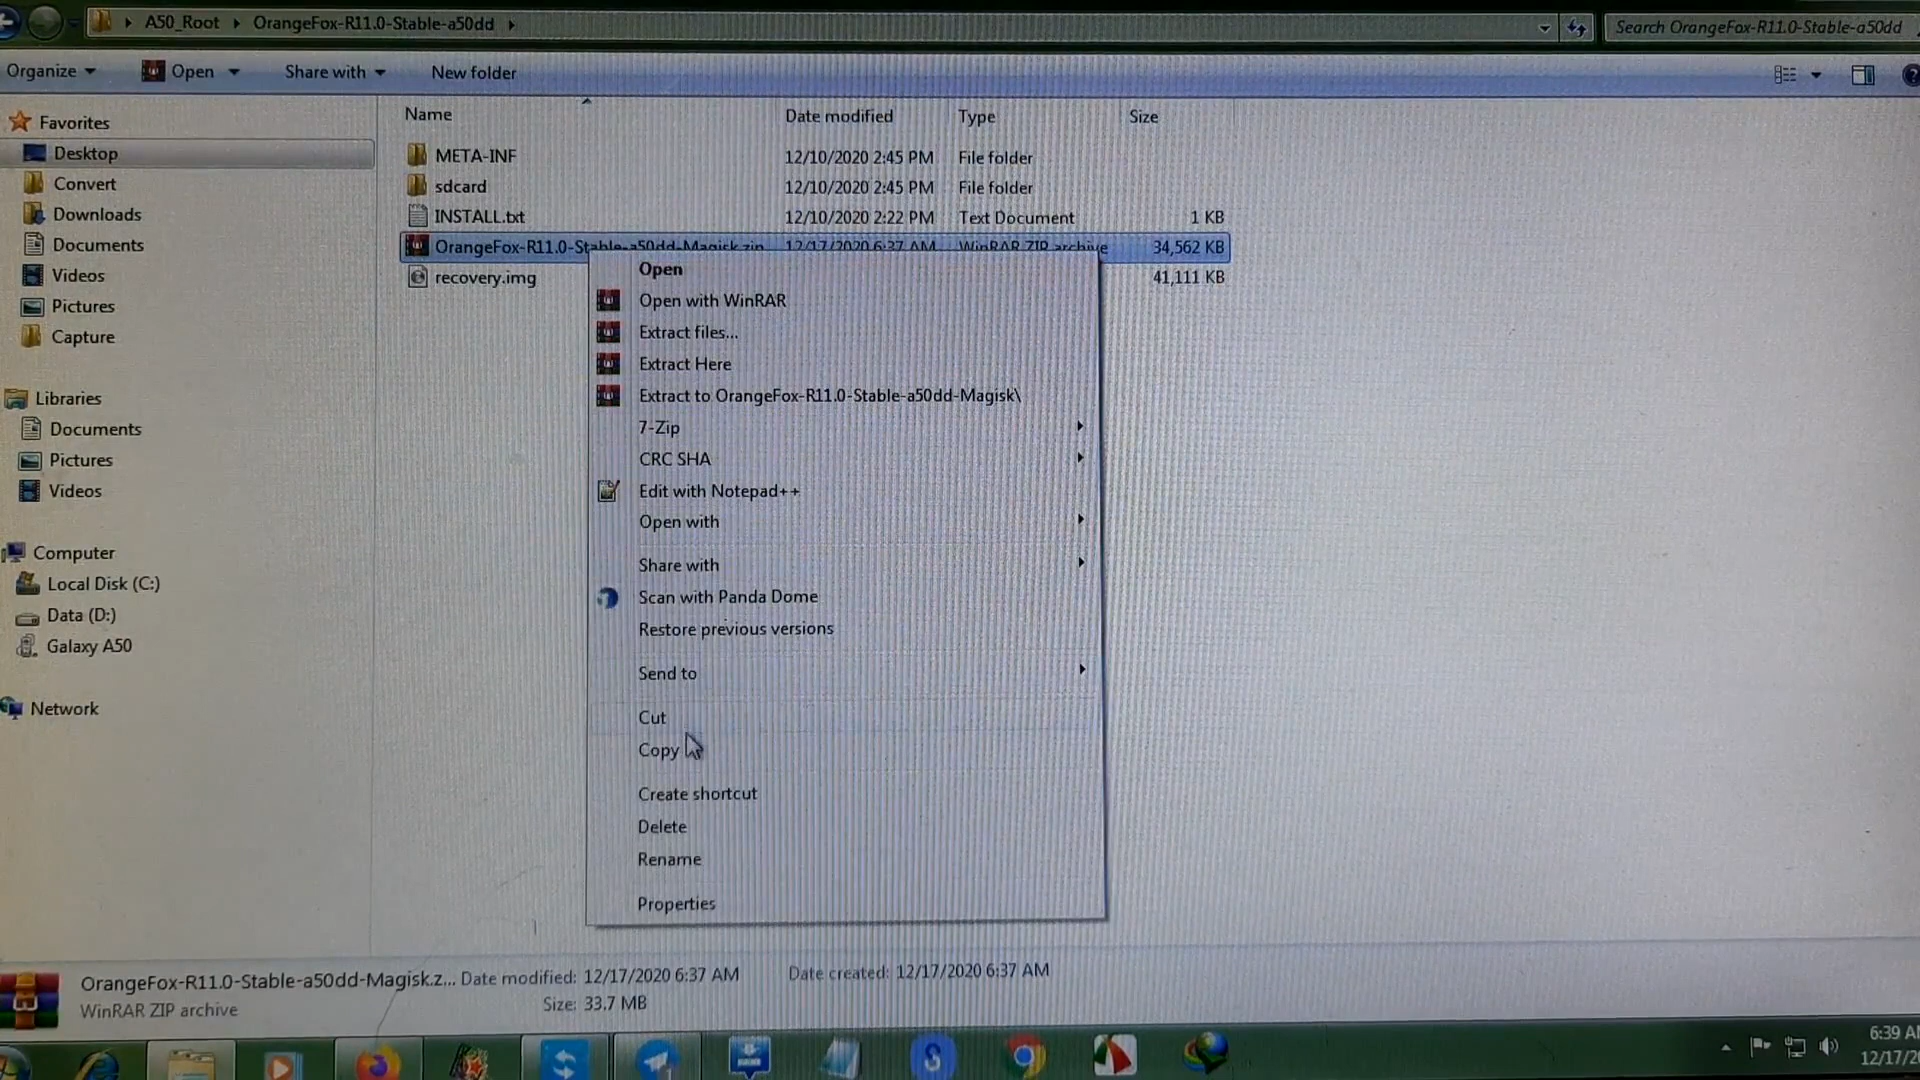 A50_Root
OrangeFox-R11.0-Stable-a50dd
Search OrangeFox-R11.0-Stable-a50dd
Organize
Open
Share with
New folder
Name
Date modified
Type
Size
Favorites
Desktop
Convert
Downloads
Documents
Videos
Pictures
Capture
Libraries
Documents
Pictures
Videos
Computer
Local Disk (C:)
Data (D:)
Galaxy A50
Network
META-INF 12/10/2020 2:45 PM File folder
sdcard 12/10/2020 2:45 PM File folder
INSTALL.txt 12/10/2020 2:22 PM Text Document 1 KB
OrangeFox-R11.0-Stable-a50dd-Magisk.zip 12/17/2020 6:37 AM WinRAR ZIP archive 34,562 KB
recovery.img 41,111 KB
Open
Open with WinRAR
Extract files...
Extract Here
Extract to OrangeFox-R11.0-Stable-a50dd-Magisk\
7-Zip
CRC SHA
Edit with Notepad++
Open with
Share with
Scan with Panda Dome
Restore previous versions
Send to
Cut
Copy
Create shortcut
Delete
Rename
Properties
OrangeFox-R11.0-Stable-a50dd-Magisk.z... Date modified: 12/17/2020 6:37 AM Date created: 12/17/2020 6:37 AM
WinRAR ZIP archive Size: 33.7 MB
6:39 A
12/17/2